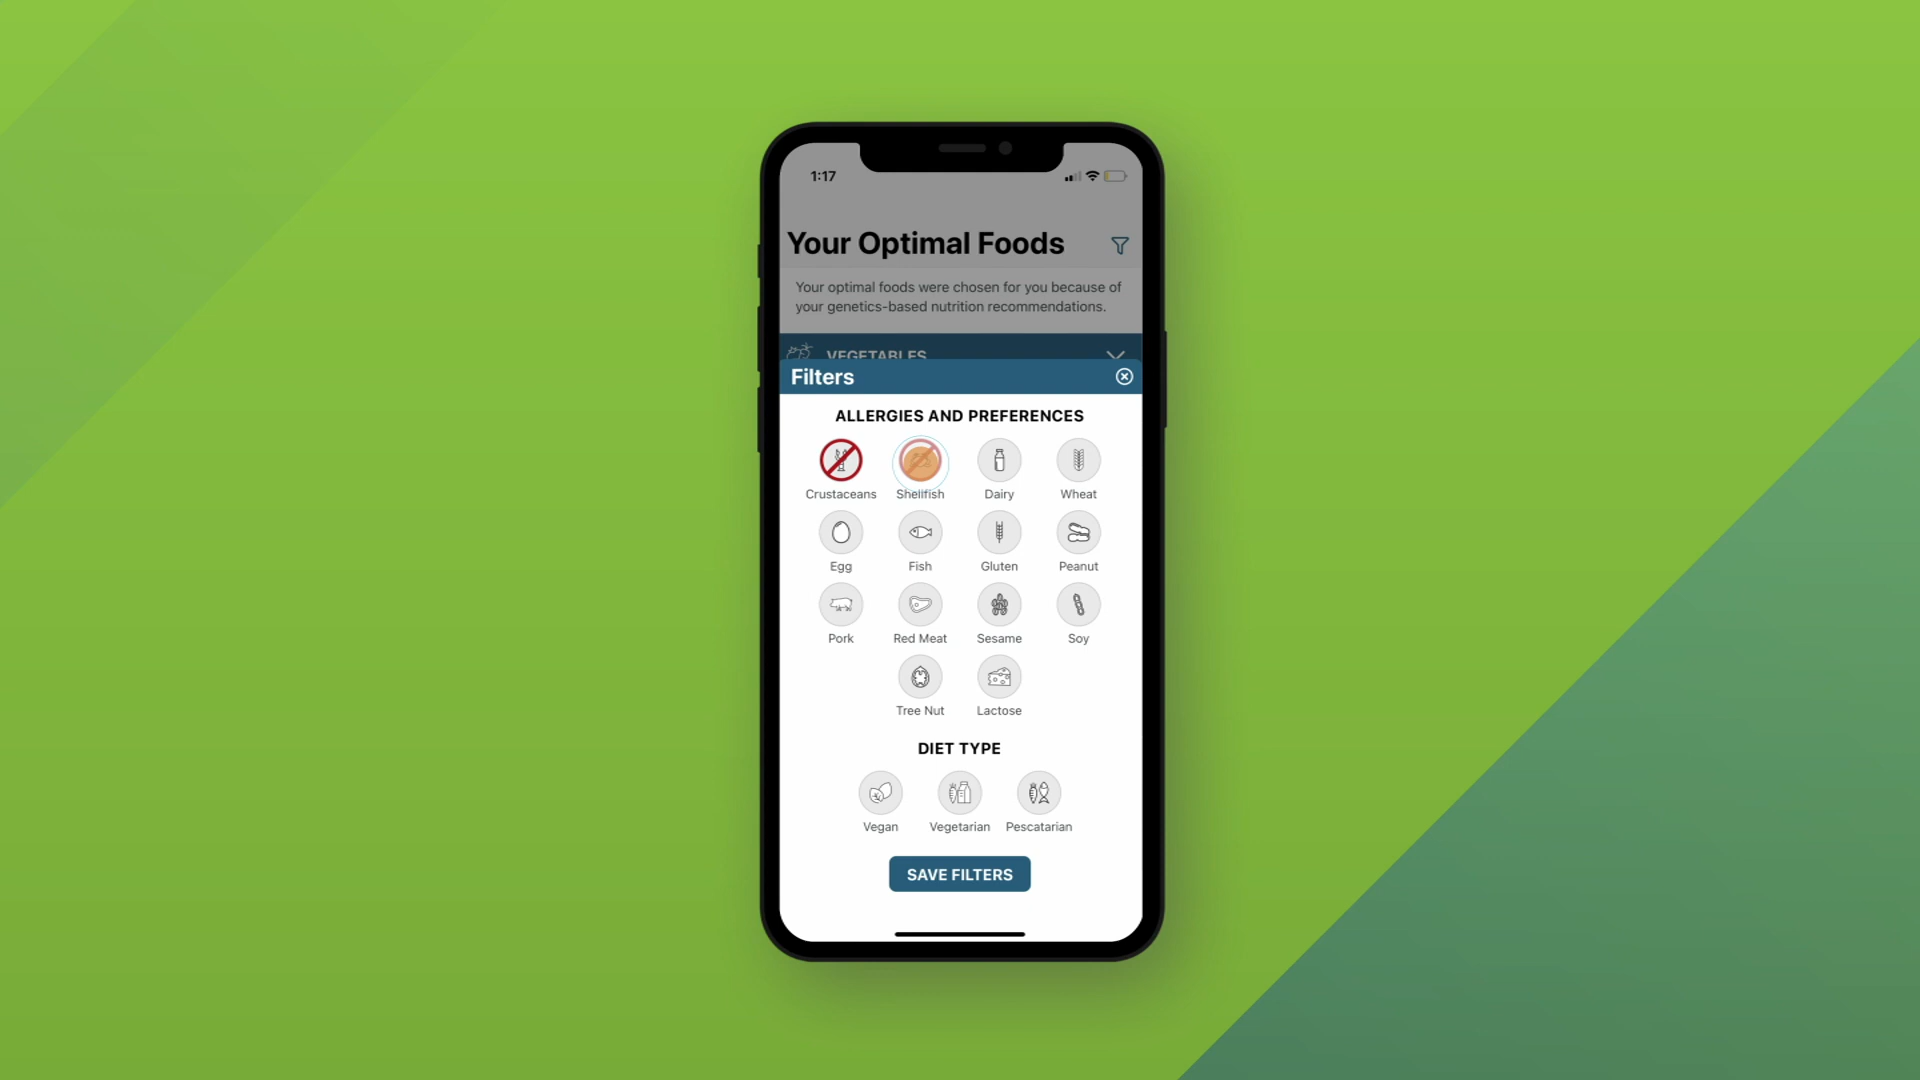 1:17
Your Optimal Foods
Your optimal foods were chosen for you because of
your genetics-based nutrition recommendations.
VEGETABLES
Filters
ALLERGIES AND PREFERENCES
Crustaceans Shellfish Dairy Wheat
Egg Fish Gluten Peanut
Pork Red Meat Sesame Soy
Tree Nut Lactose
DIET TYPE
Vegan Vegetarian Pescatarian
SAVE FILTERS